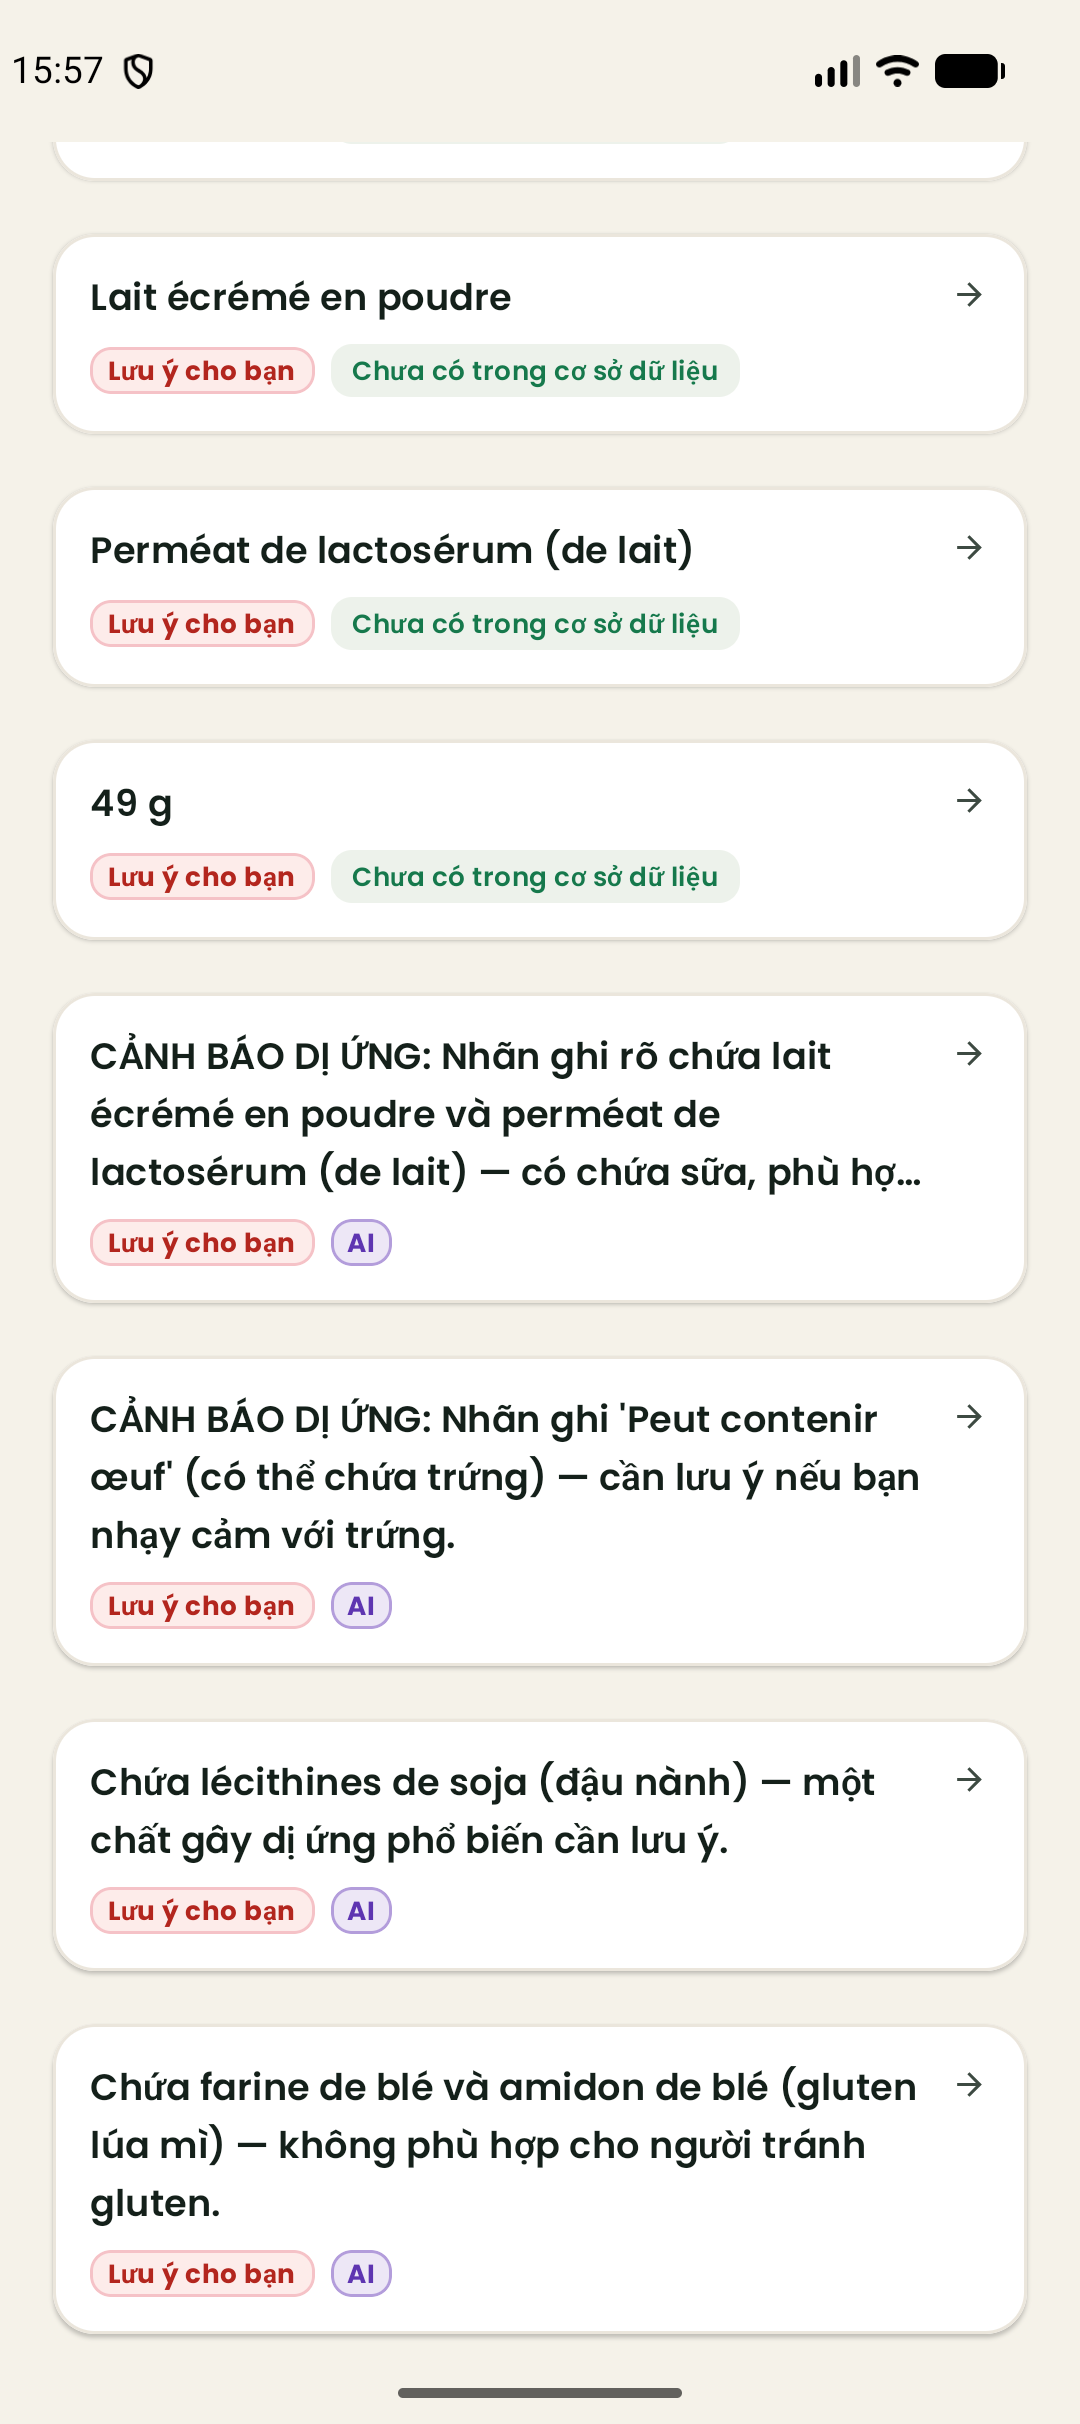 15:57
Lait écrémé en poudre
Lưu ý cho bạn
Chưa có trong cơ sở dữ liệu
Perméat de lactosérum (de lait)
Lưu ý cho bạn
Chưa có trong cơ sở dữ liệu
49 g
Lưu ý cho bạn
Chưa có trong cơ sở dữ liệu
CẢNH BÁO DỊ ỨNG: Nhãn ghi rõ chứa lait
écrémé en poudre và perméat de
lactosérum (de lait) — có chứa sữa, phù hợ...
Lưu ý cho bạn
AI
CẢNH BÁO DỊ ỨNG: Nhãn ghi 'Peut contenir
œuf' (có thể chứa trứng) — cần lưu ý nếu bạn
nhạy cảm với trứng.
Lưu ý cho bạn
AI
Chứa lécithines de soja (đậu nành) — một
chất gây dị ứng phổ biến cần lưu ý.
Lưu ý cho bạn
AI
Chứa farine de blé và amidon de blé (gluten
lúa mì) — không phù hợp cho người tránh
gluten.
Lưu ý cho bạn
AI